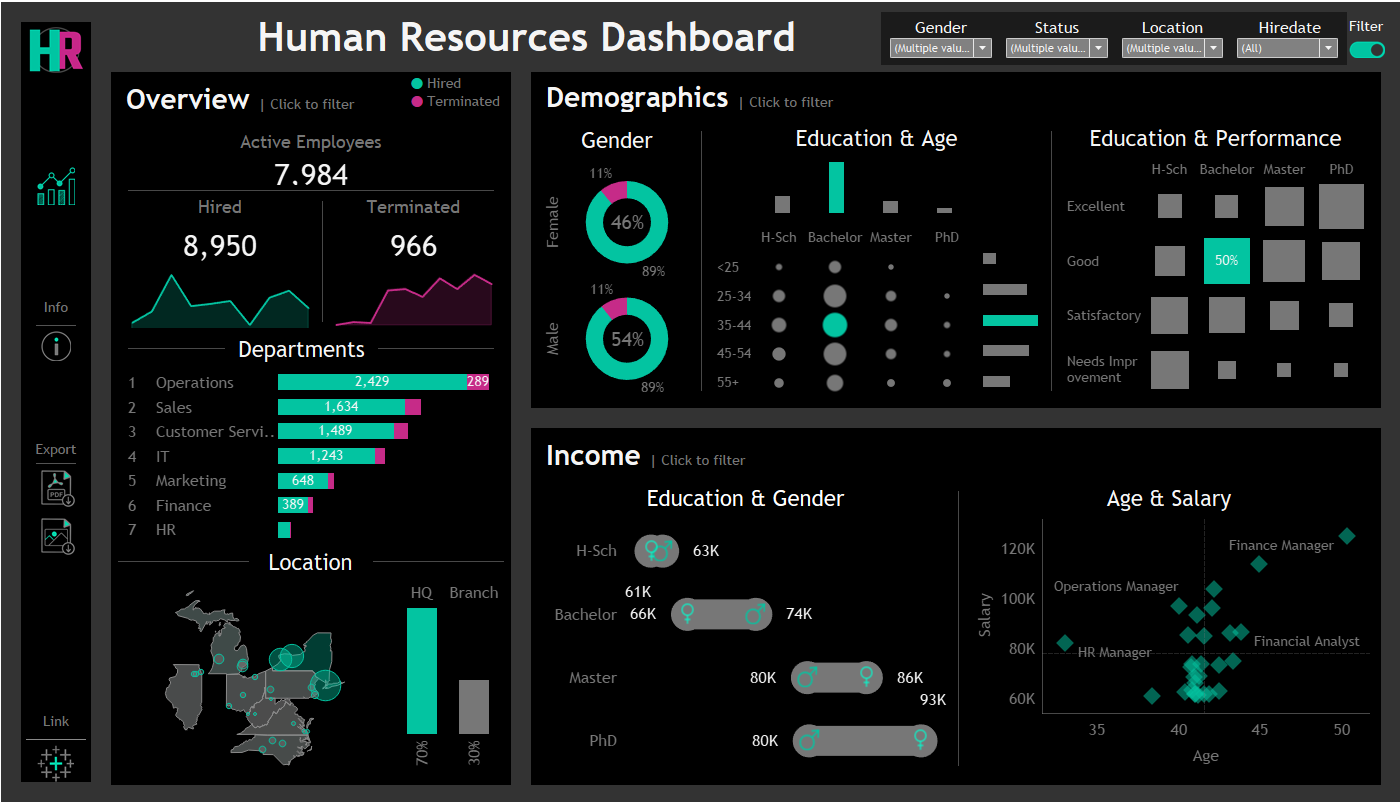 HR
Human Resources Dashboard
Gender
Status
Location
Hiredate
Filter
(Multiple valu...
(Multiple valu...
(Multiple valu...
(All)
Overview
| Click to filter
Hired
Terminated
Active Employees
7,984
Hired
Terminated
8,950
966
Info
Departments
1 Operations 2,429 289
2 Sales 1,634
3 Customer Servi.. 1,489
4 IT 1,243
5 Marketing 648
6 Finance 389
7 HR
Export
PDF
Location
HQ
Branch
70%
30%
Link
Demographics
| Click to filter
Gender
Female
11%
46%
89%
Male
11%
54%
89%
Education & Age
H-Sch Bachelor Master PhD
<25
25-34
35-44
45-54
55+
Education & Performance
H-Sch Bachelor Master PhD
Excellent
Good
50%
Satisfactory
Needs Impr
ovement
Income
| Click to filter
Education & Gender
H-Sch
63K
61K
Bachelor 66K 74K
Master 80K 86K
93K
PhD 80K
Age & Salary
Salary
120K
100K
80K
60K
Finance Manager
Operations Manager
Financial Analyst
HR Manager
35 40 45 50
Age